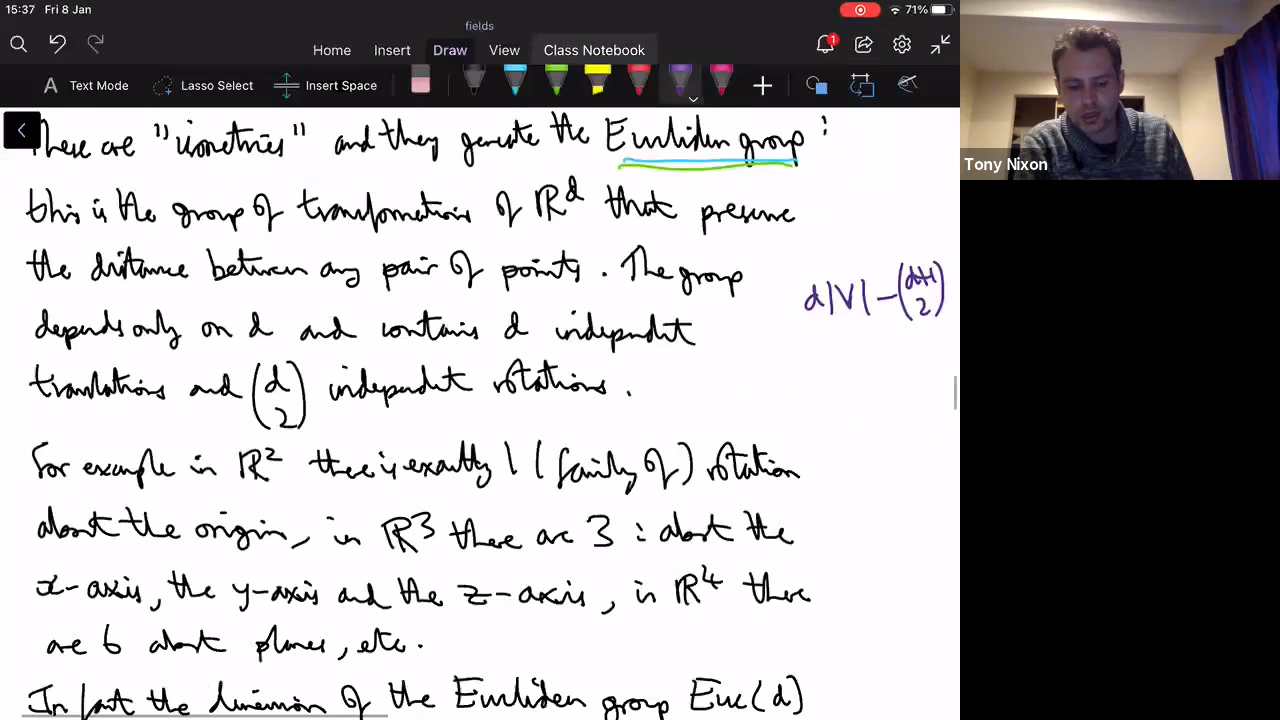 15:37 Fri 8 Jan
71%
fields
Home Insert Draw View Class Notebook
1
Text Mode Lasso Select Insert Space
These are "isometries" and they generate the Euclidean group :
this is the group of transformations of ℝ^d that preserve
the distance between any pair of points. The group
depends only on d and contains d independent
translations and (d 2) independent rotations.
d|V| - (d+1 2)
For example in ℝ^2 there is exactly 1 (family of) rotation
about the origin, in ℝ^3 there are 3 : about the
x-axis, the y-axis and the z-axis, in ℝ^4 there
are 6 about planes, etc.
In fact the dimension of the Euclidean group Euc(d)
Tony Nixon